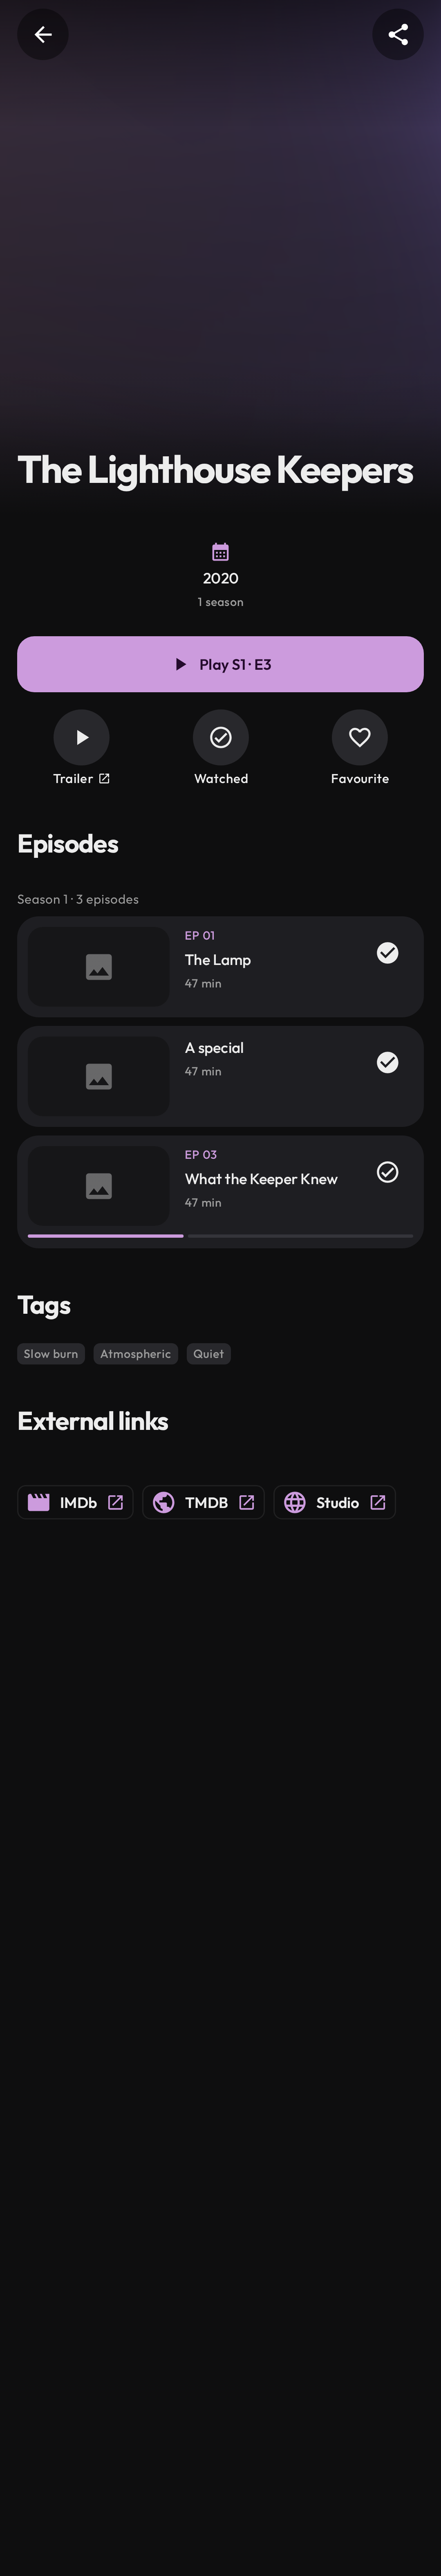 The Lighthouse Keepers
2020
1 season
Play S1 · E3
Trailer
Watched
Favourite
Episodes
Season 1 · 3 episodes
EP 01
The Lamp
47 min
A special
47 min
EP 03
What the Keeper Knew
47 min
Tags
Slow burn
Atmospheric
Quiet
External links
IMDb
TMDB
Studio